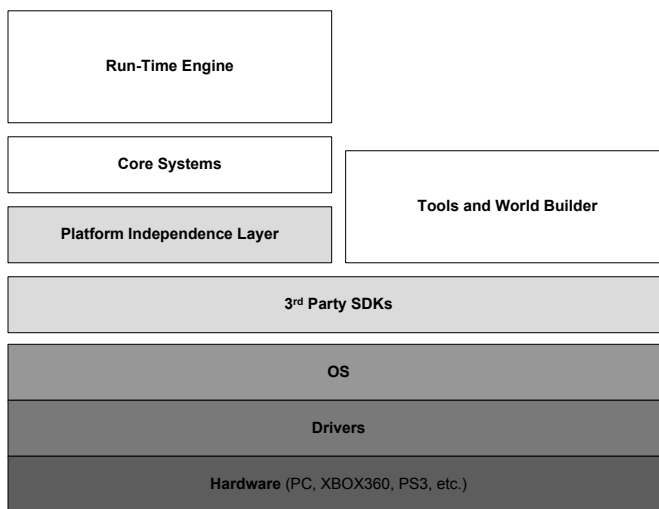 Run-Time Engine
Core Systems
Tools and World Builder
Platform Independence Layer
3rd Party SDKs
OS
Drivers
Hardware (PC, XBOX360, PS3, etc.)